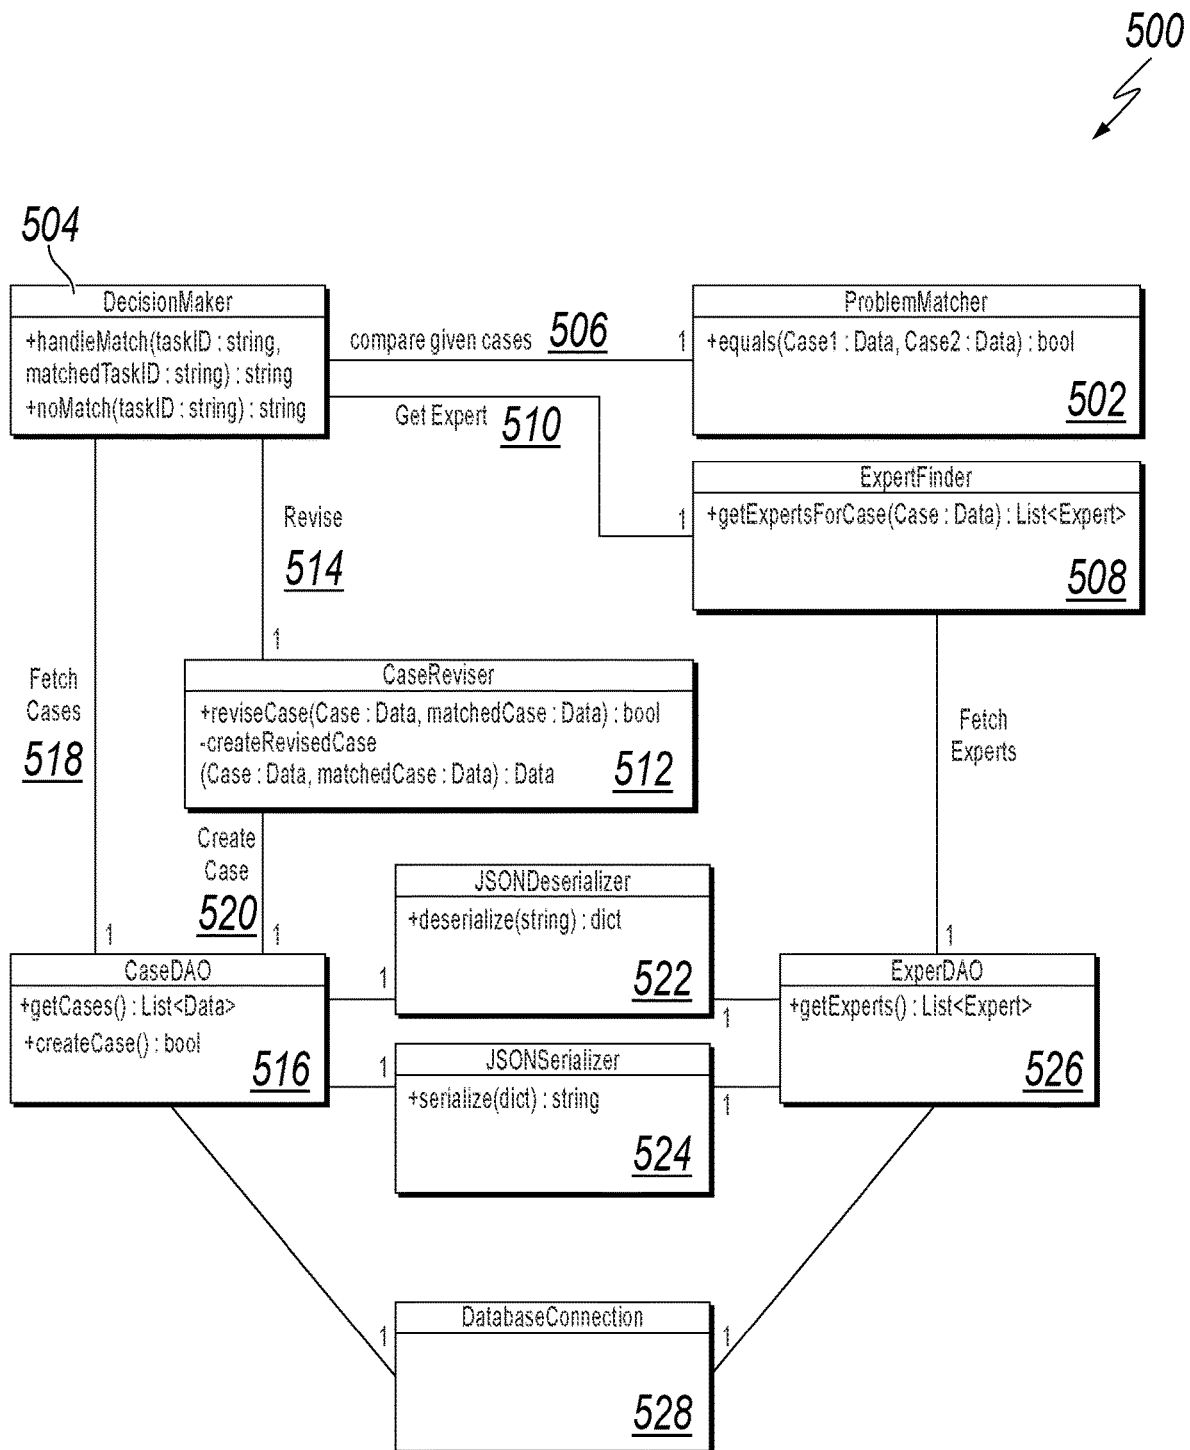 500
504
DecisionMaker
+handleMatch(taskID : string,
matchedTaskID : string) : string
+noMatch(taskID : string) : string
compare given cases 506 1
ProblemMatcher
+equals(Case1 : Data, Case2 : Data) : bool
502
Get Expert 510
1
ExpertFinder
+getExpertsForCase(Case : Data) : List<Expert>
508
Revise
514
1
Fetch
Cases
518
CaseReviser
+reviseCase(Case : Data, matchedCase : Data) : bool
-createRevisedCase
(Case : Data, matchedCase : Data) : Data
512
Fetch
Experts
Create
Case
520
1
1
1
CaseDAO
+getCases() : List<Data>
+createCase() : bool
516
1
JSONDeserializer
+deserialize(string) : dict
522
1
ExperDAO
+getExperts() : List<Expert>
526
1
JSONSerializer
+serialize(dict) : string
524
1
1
DatabaseConnection
528
1